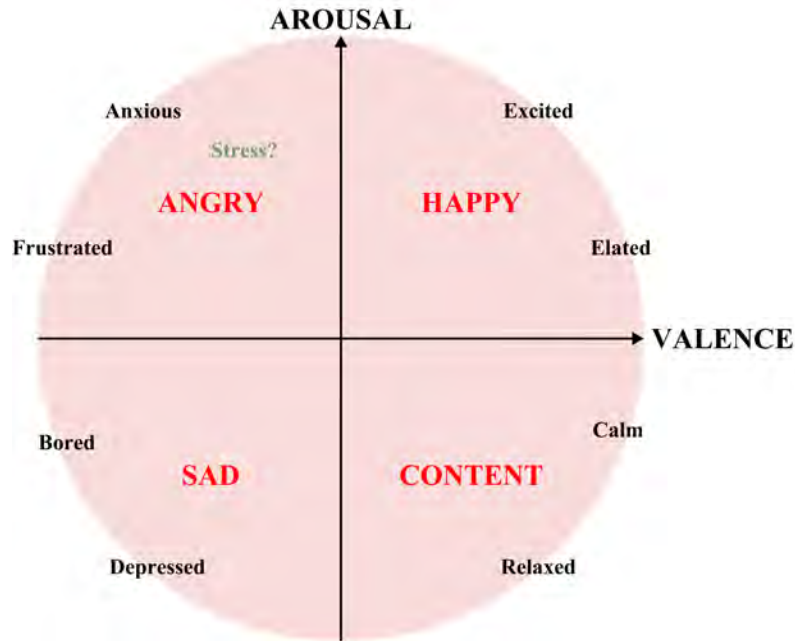 AROUSAL
Anxious
Excited
Stress?
ANGRY
HAPPY
Frustrated
Elated
VALENCE
Bored
Calm
SAD
CONTENT
Depressed
Relaxed